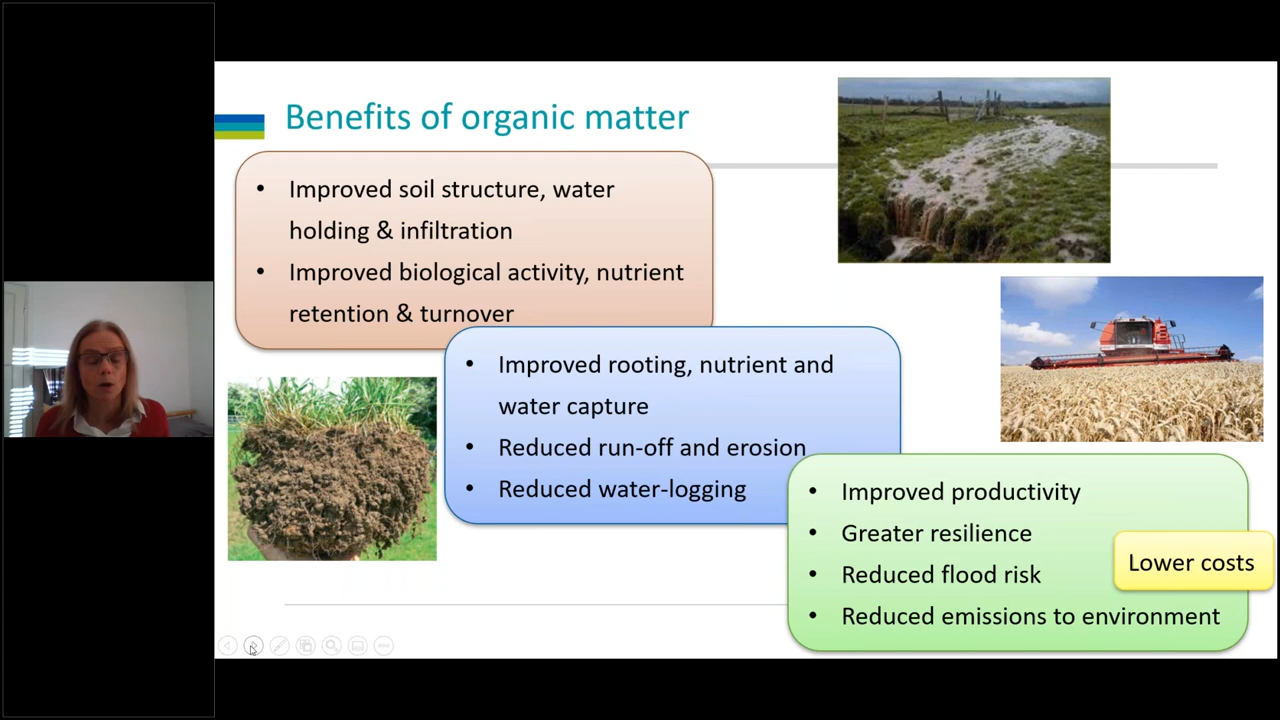 Benefits of organic matter
• Improved soil structure, water
holding & infiltration
• Improved biological activity, nutrient
retention & turnover
• Improved rooting, nutrient and
water capture
• Reduced run-off and erosion
• Reduced water-logging
• Improved productivity
• Greater resilience
• Reduced flood risk
• Reduced emissions to environment
Lower costs